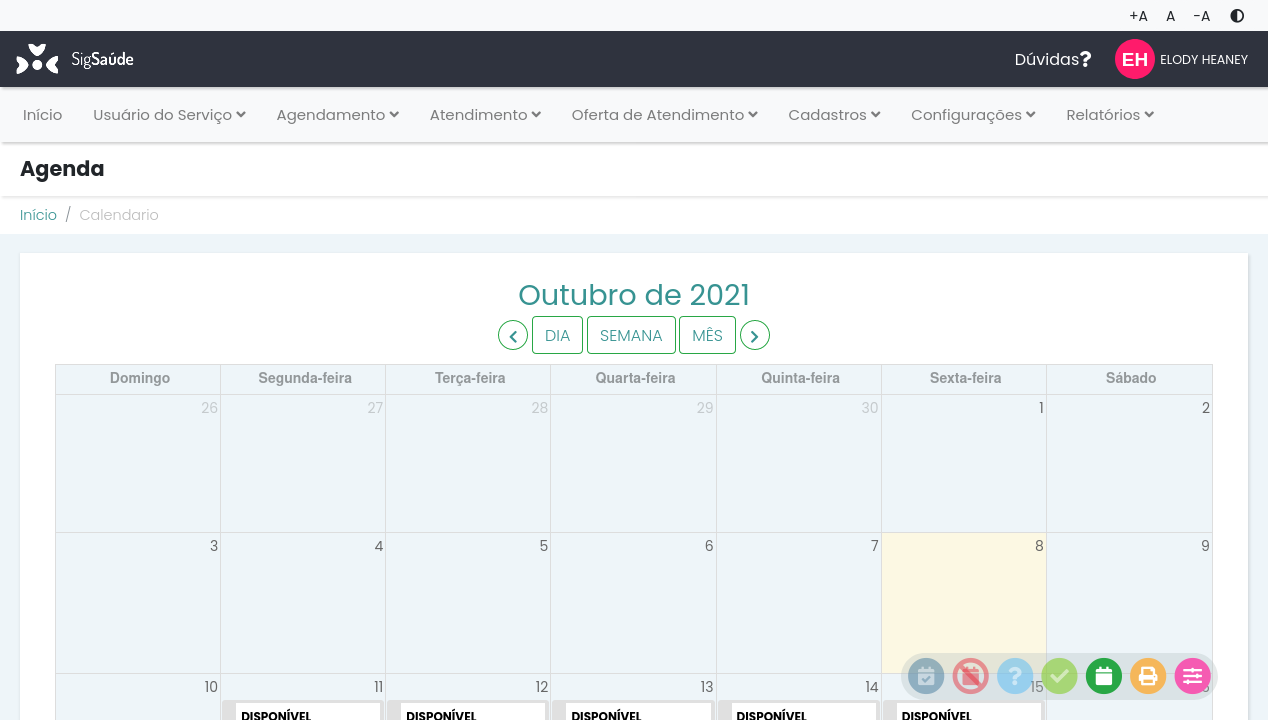 +A A -A
SigSaúde Dúvidas? EH ELODY HEANEY
Início Usuário do Serviço Agendamento Atendimento Oferta de Atendimento Cadastros Configurações Relatórios
Agenda
Início / Calendario
Outubro de 2021
DIA SEMANA MÊS
Domingo Segunda-feira Terça-feira Quarta-feira Quinta-feira Sexta-feira Sábado
26 27 28 29 30 1 2
3 4 5 6 7 8 9
10 11 12 13 14 15
DISPONÍVEL DISPONÍVEL DISPONÍVEL DISPONÍVEL DISPONÍVEL